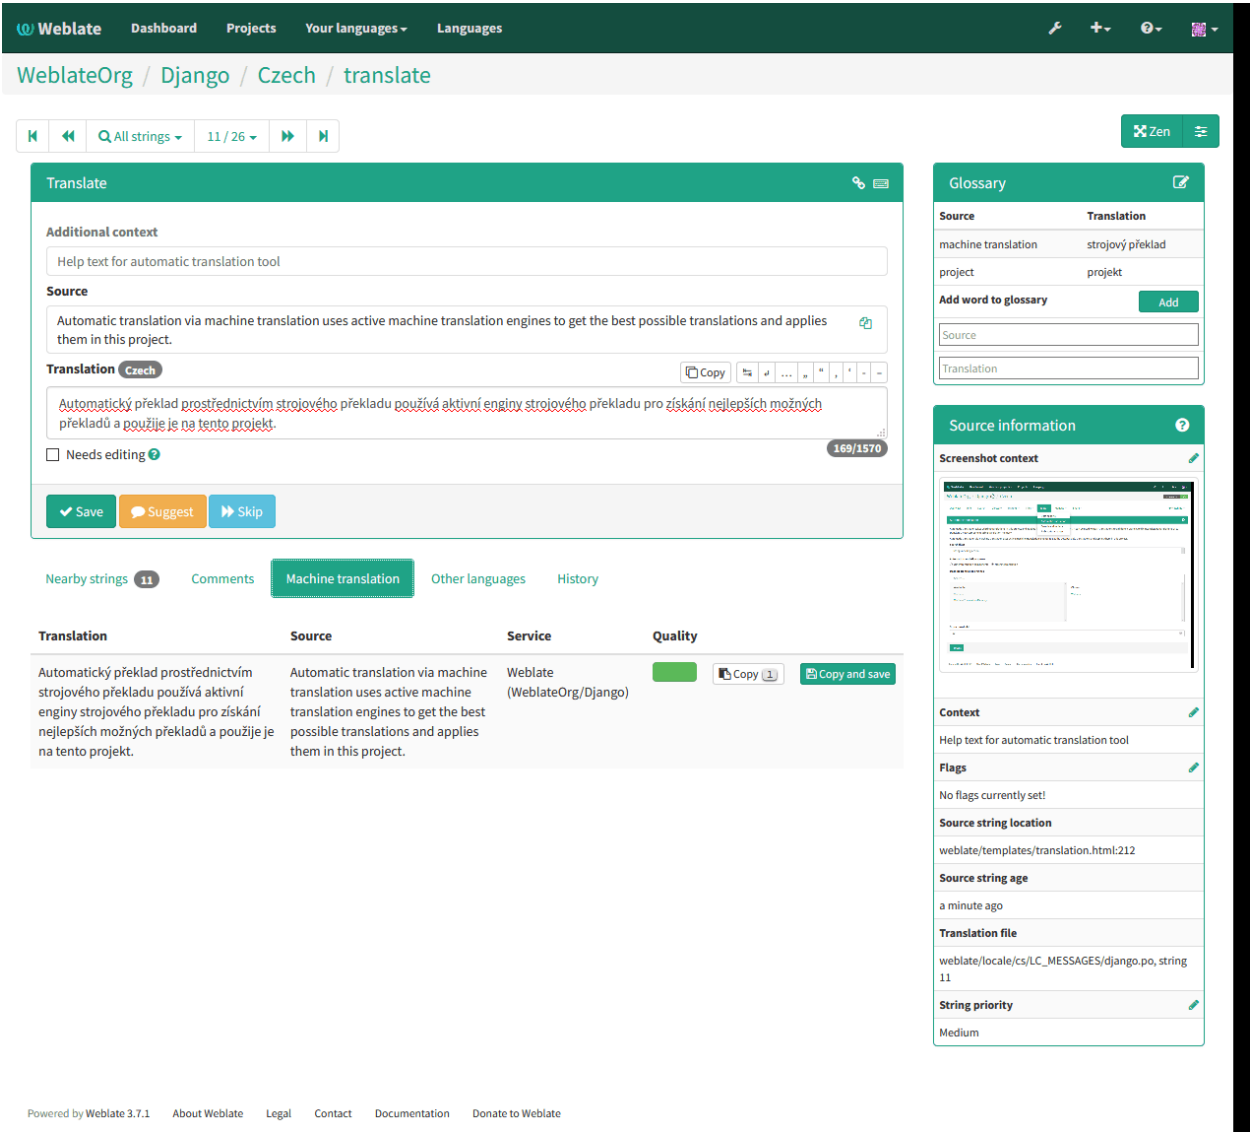 Weblate Dashboard Projects Your languages Languages
WeblateOrg / Django / Czech / translate
All strings 11 / 26
Zen
Translate
Additional context
Help text for automatic translation tool
Source
Automatic translation via machine translation uses active machine translation engines to get the best possible translations and applies
them in this project.
Translation Czech
Copy ↵ … „ “ ‚ ‘ - –
Automatický překlad prostřednictvím strojového překladu používá aktivní enginy strojového překladu pro získání nejlepších možných
překladů a použije je na tento projekt.
169/1570
Needs editing
Save Suggest Skip
Nearby strings 11 Comments Machine translation Other languages History
Translation Source Service Quality
Automatický překlad prostřednictvím
strojového překladu používá aktivní
enginy strojového překladu pro získání
nejlepších možných překladů a použije je
na tento projekt.
Automatic translation via machine
translation uses active machine
translation engines to get the best
possible translations and applies
them in this project.
Weblate
(WeblateOrg/Django)
Copy 1 Copy and save
Glossary
Source Translation
machine translation strojový překlad
project projekt
Add word to glossary Add
Source
Translation
Source information
Screenshot context
Context
Help text for automatic translation tool
Flags
No flags currently set!
Source string location
weblate/templates/translation.html:212
Source string age
a minute ago
Translation file
weblate/locale/cs/LC_MESSAGES/django.po, string
11
String priority
Medium
Powered by Weblate 3.7.1 About Weblate Legal Contact Documentation Donate to Weblate